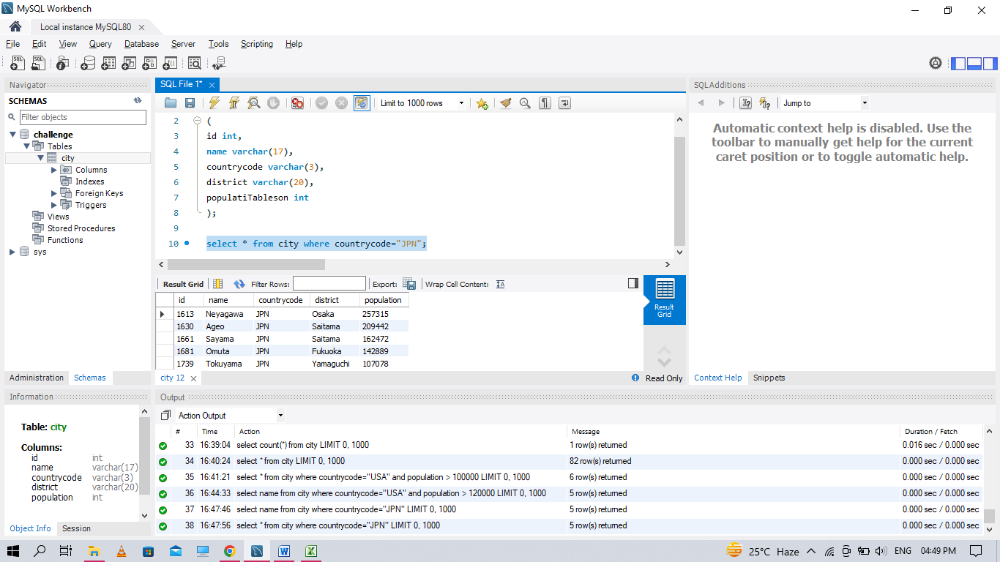 MySQL Workbench
Local instance MySQL80
File Edit View Query Database Server Tools Scripting Help
Navigator
SCHEMAS
Filter objects
challenge
Tables
city
Columns
Indexes
Foreign Keys
Triggers
Views
Stored Procedures
Functions
sys
Administration Schemas
Information
Table: city
Columns:
id int
name varchar(17)
countrycode varchar(3)
district varchar(20)
population int
Object Info Session
SQL File 1*
Limit to 1000 rows
2 (
3 id int,
4 name varchar(17),
5 countrycode varchar(3),
6 district varchar(20),
7 populatiTableson int
8 );
9
10 select * from city where countrycode="JPN";
Result Grid Filter Rows: Export: Wrap Cell Content:
id name countrycode district population
1613 Neyagawa JPN Osaka 257315
1630 Ageo JPN Saitama 209442
1661 Sayama JPN Saitama 162472
1681 Omuta JPN Fukuoka 142889
1739 Tokuyama JPN Yamaguchi 107078
Result
Grid
city 12
Read Only
SQLAdditions
Jump to
Automatic context help is disabled. Use the
toolbar to manually get help for the current
caret position or to toggle automatic help.
Context Help Snippets
Output
Action Output
# Time Action Message Duration / Fetch
33 16:39:04 select count(*) from city LIMIT 0, 1000 1 row(s) returned 0.016 sec / 0.000 sec
34 16:40:24 select * from city LIMIT 0, 1000 82 row(s) returned 0.000 sec / 0.000 sec
35 16:41:21 select * from city where countrycode="USA" and population > 100000 LIMIT 0, 1000 6 row(s) returned 0.000 sec / 0.000 sec
36 16:44:33 select name from city where countrycode="USA" and population > 120000 LIMIT 0, 1000 5 row(s) returned 0.000 sec / 0.000 sec
37 16:47:46 select name from city where countrycode="JPN" LIMIT 0, 1000 5 row(s) returned 0.000 sec / 0.000 sec
38 16:47:56 select * from city where countrycode="JPN" LIMIT 0, 1000 5 row(s) returned 0.000 sec / 0.000 sec
25°C Haze ENG 04:49 PM